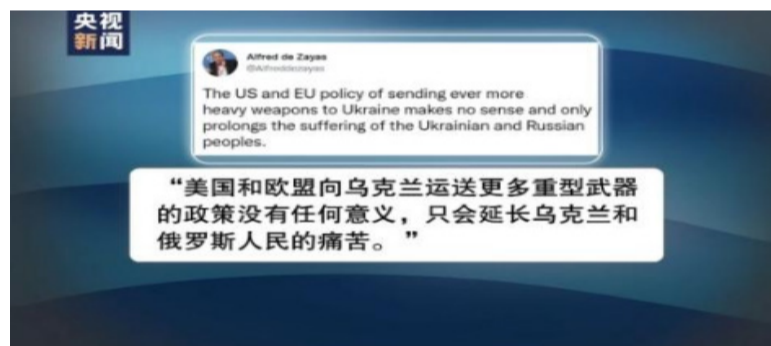 央视
新闻
Alfred de Zayas
@Alfreddezayas
The US and EU policy of sending ever more
heavy weapons to Ukraine makes no sense and only
prolongs the suffering of the Ukrainian and Russian
peoples.
“美国和欧盟向乌克兰运送更多重型武器
的政策没有任何意义，只会延长乌克兰和
俄罗斯人民的痛苦。”